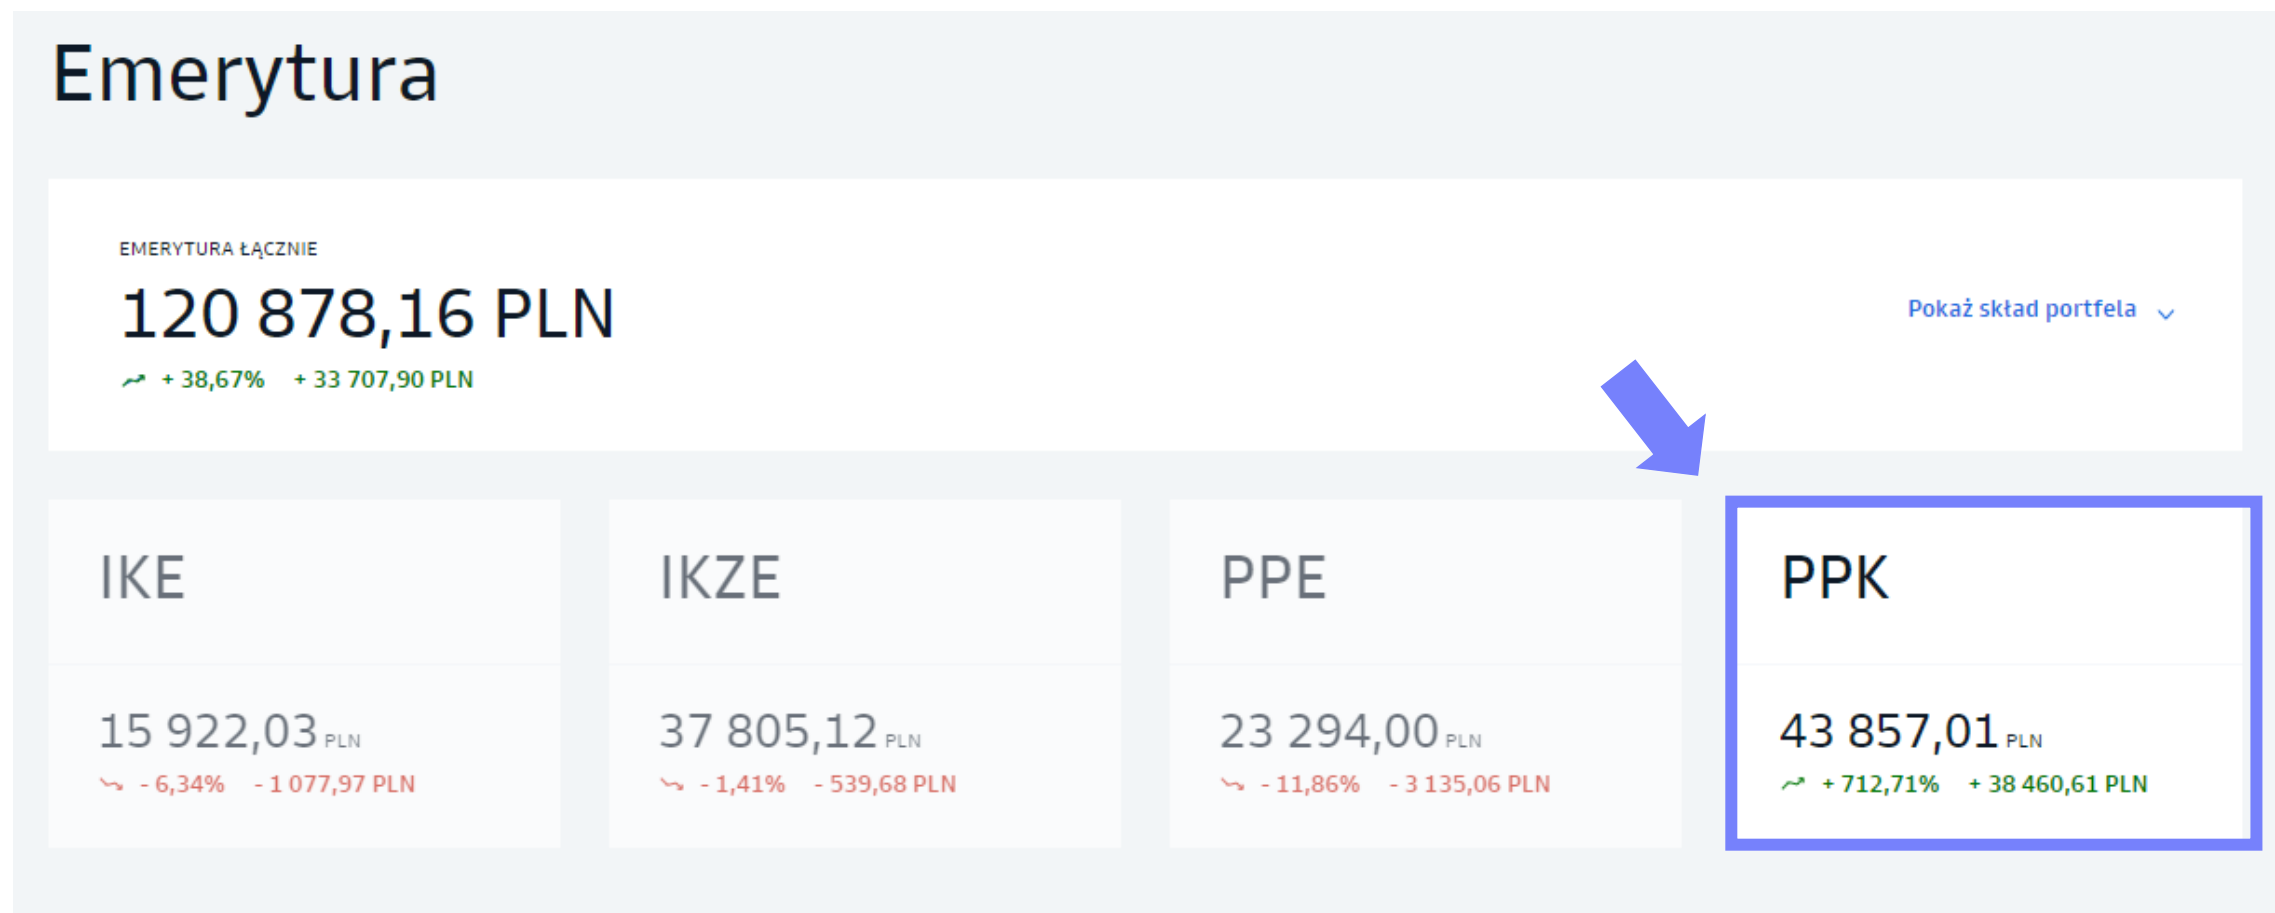 Emerytura
EMERYTURA ŁĄCZNIE
120 878,16 PLN
+ 38,67% + 33 707,90 PLN
Pokaż skład portfela
IKE
15 922,03 PLN
- 6,34% - 1 077,97 PLN
IKZE
37 805,12 PLN
- 1,41% - 539,68 PLN
PPE
23 294,00 PLN
- 11,86% - 3 135,06 PLN
PPK
43 857,01 PLN
+ 712,71% + 38 460,61 PLN